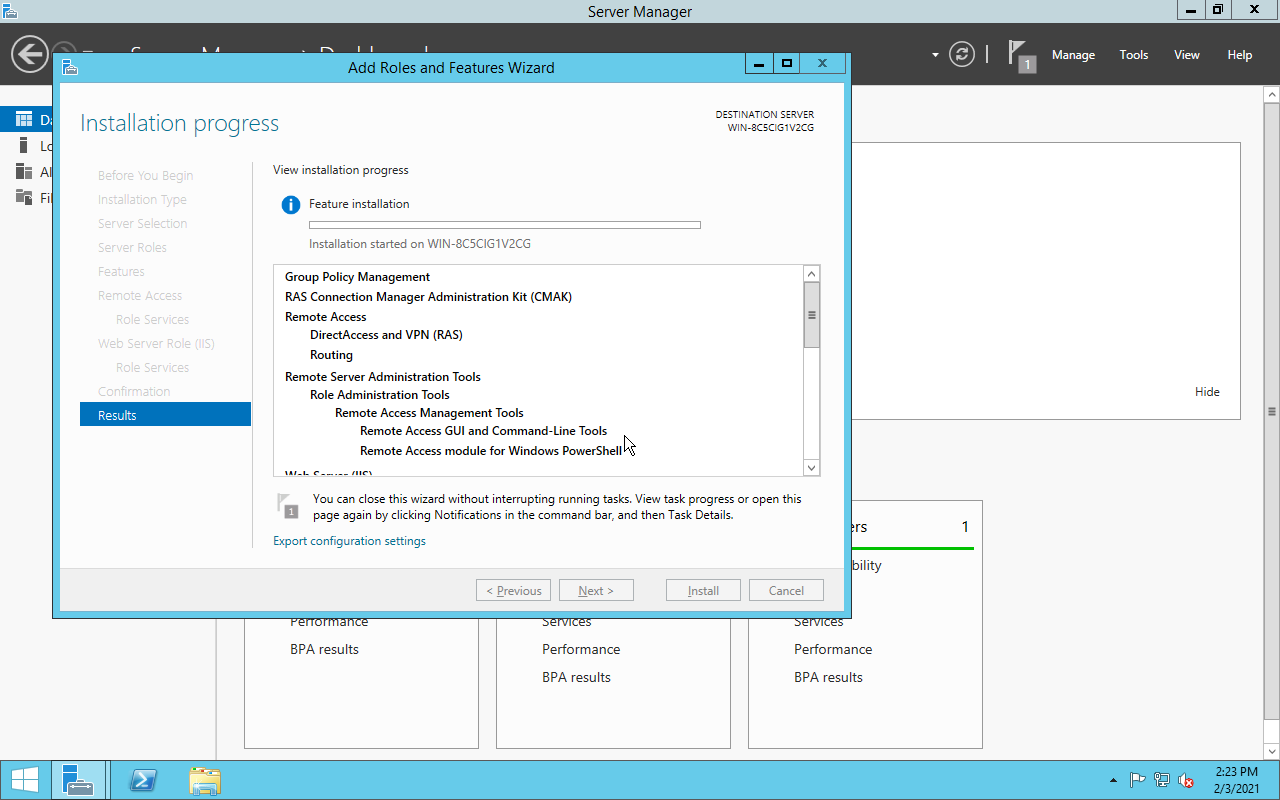 Server Manager
Manage
Tools
View
Help
1
Add Roles and Features Wizard
Installation progress
DESTINATION SERVER
WIN-8C5CIG1V2CG
Before You Begin
Installation Type
Server Selection
Server Roles
Features
Remote Access
Role Services
Web Server Role (IIS)
Role Services
Confirmation
Results
View installation progress
Feature installation
Installation started on WIN-8C5CIG1V2CG
Group Policy Management
RAS Connection Manager Administration Kit (CMAK)
Remote Access
DirectAccess and VPN (RAS)
Routing
Remote Server Administration Tools
Role Administration Tools
Remote Access Management Tools
Remote Access GUI and Command-Line Tools
Remote Access module for Windows PowerShell
Web Server (IIS)
1
You can close this wizard without interrupting running tasks. View task progress or open this
page again by clicking Notifications in the command bar, and then Task Details.
Export configuration settings
< Previous
Next >
Install
Cancel
Hide
1
Performance
BPA results
Services
Performance
BPA results
Services
Performance
BPA results
2:23 PM
2/3/2021